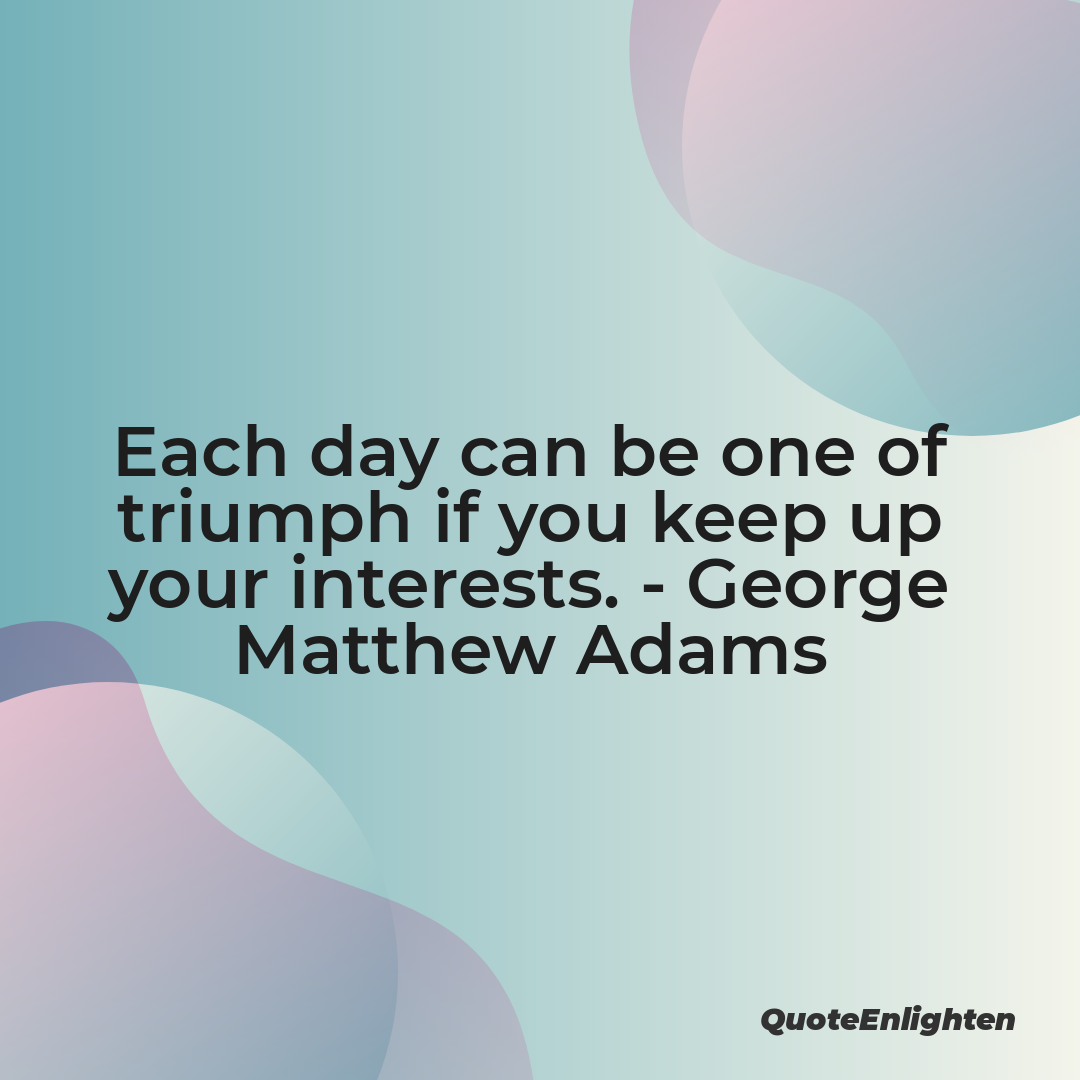 Each day can be one of
triumph if you keep up
your interests. - George
Matthew Adams
QuoteEnlighten